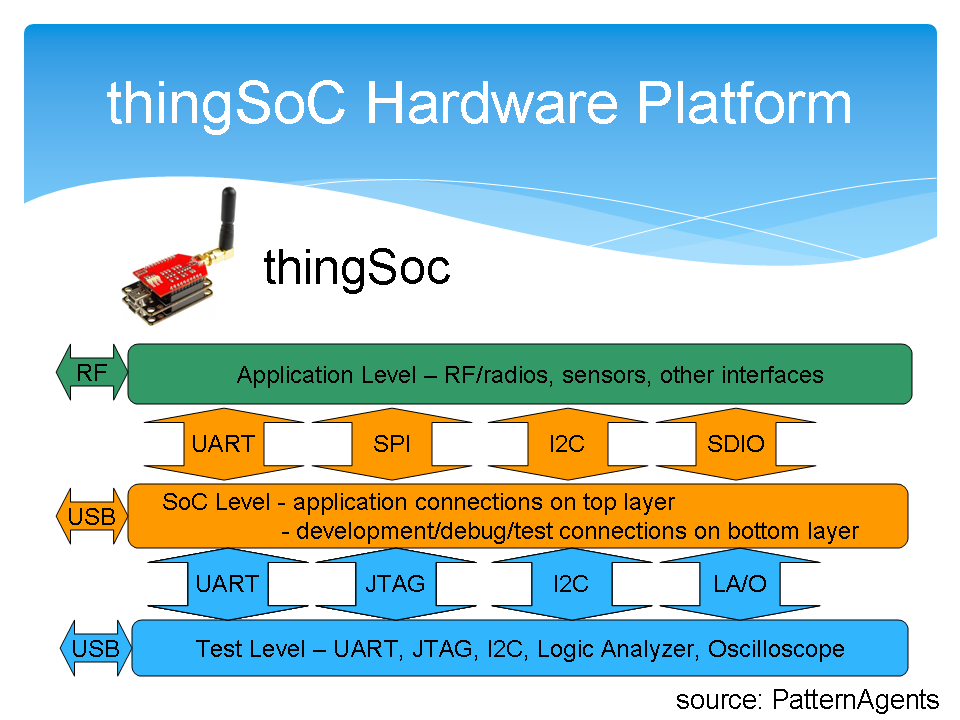 thingSoC Hardware Platform
thingSoc
RF
Application Level – RF/radios, sensors, other interfaces
UART
SPI
I2C
SDIO
USB
SoC Level - application connections on top layer
- development/debug/test connections on bottom layer
UART
JTAG
I2C
LA/O
USB
Test Level – UART, JTAG, I2C, Logic Analyzer, Oscilloscope
source: PatternAgents